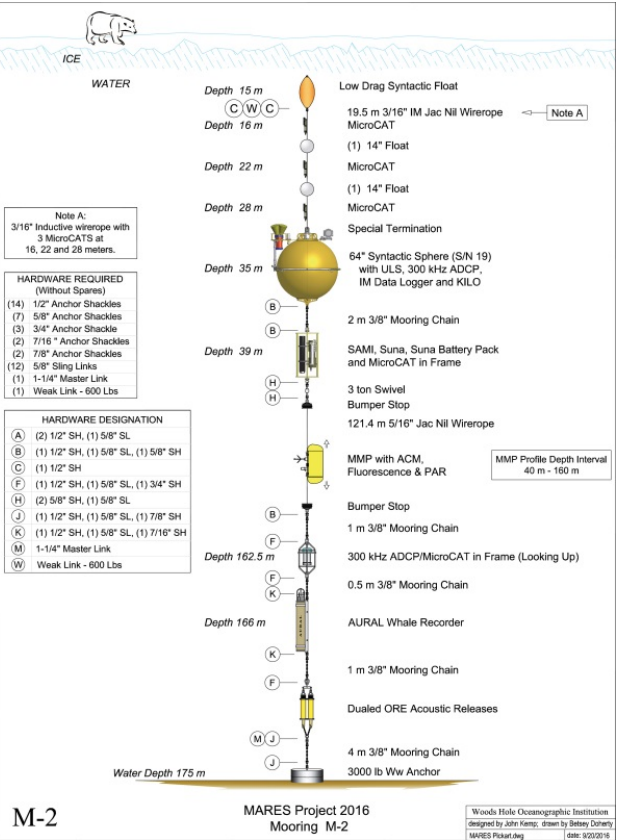 ICE
WATER
Depth 15 m
Low Drag Syntactic Float
C W C
19.5 m 3/16" IM Jac Nil Wirerope
Note A
Depth 16 m
MicroCAT
(1) 14" Float
Depth 22 m
MicroCAT
(1) 14" Float
Depth 28 m
MicroCAT
Note A:
3/16" Inductive wirerope with
3 MicroCATS at
16, 22 and 28 meters.
Special Termination
Depth 35 m
64" Syntactic Sphere (S/N 19)
with ULS, 300 kHz ADCP,
IM Data Logger and KILO
HARDWARE REQUIRED
(Without Spares)
(14) 1/2" Anchor Shackles
(7) 5/8" Anchor Shackles
(3) 3/4" Anchor Shackle
(2) 7/16 " Anchor Shackles
(2) 7/8" Anchor Shackles
(12) 5/8" Sling Links
(1) 1-1/4" Master Link
(1) Weak Link - 600 Lbs
B
2 m 3/8" Mooring Chain
B
Depth 39 m
SAMI, Suna, Suna Battery Pack
and MicroCAT in Frame
H
3 ton Swivel
H
Bumper Stop
121.4 m 5/16" Jac Nil Wirerope
HARDWARE DESIGNATION
A (2) 1/2" SH, (1) 5/8" SL
B (1) 1/2" SH, (1) 5/8" SL, (1) 5/8" SH
C (1) 1/2" SH
F (1) 1/2" SH, (1) 5/8" SL, (1) 3/4" SH
H (2) 5/8" SH, (1) 5/8" SL
J (1) 1/2" SH, (1) 5/8" SL, (1) 7/8" SH
K (1) 1/2" SH, (1) 5/8" SL, (1) 7/16" SH
M 1-1/4" Master Link
W Weak Link - 600 Lbs
MMP with ACM,
Fluorescence & PAR
MMP Profile Depth Interval
40 m - 160 m
Bumper Stop
B
1 m 3/8" Mooring Chain
F
Depth 162.5 m
300 kHz ADCP/MicroCAT in Frame (Looking Up)
F
0.5 m 3/8" Mooring Chain
K
Depth 166 m
AURAL Whale Recorder
K
1 m 3/8" Mooring Chain
F
Dualed ORE Acoustic Releases
M J
4 m 3/8" Mooring Chain
J
Water Depth 175 m
3000 lb Ww Anchor
M-2
MARES Project 2016
Mooring M-2
Woods Hole Oceanographic Institution
designed by John Kemp; drawn by Betsey Doherty
MARES Pickart.dwg
date: 9/20/2016